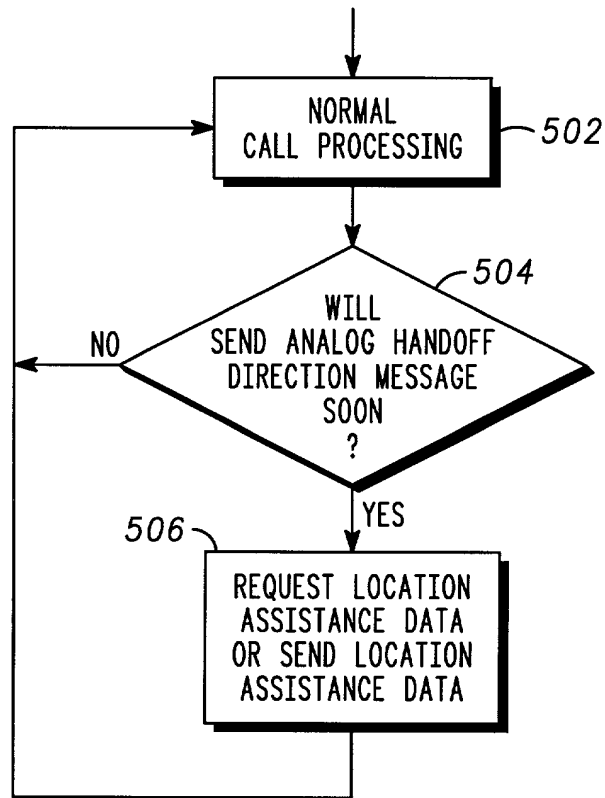 NORMAL
CALL PROCESSING
502
504
WILL
SEND ANALOG HANDOFF
DIRECTION MESSAGE
SOON
?
NO
YES
506
REQUEST LOCATION
ASSISTANCE DATA
OR SEND LOCATION
ASSISTANCE DATA